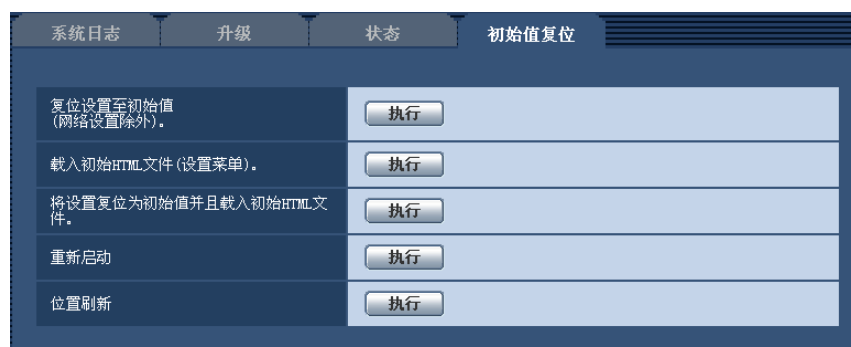 系统日志 升级 状态 初始值复位
复位设置至初始值
(网络设置除外)。
执行
载入初始HTML文件(设置菜单)。
执行
将设置复位为初始值并且载入初始HTML文
件。
执行
重新启动
执行
位置刷新
执行